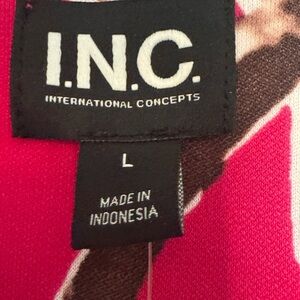 I.N.C.
INTERNATIONAL CONCEPTS
L
MADE IN
INDONESIA